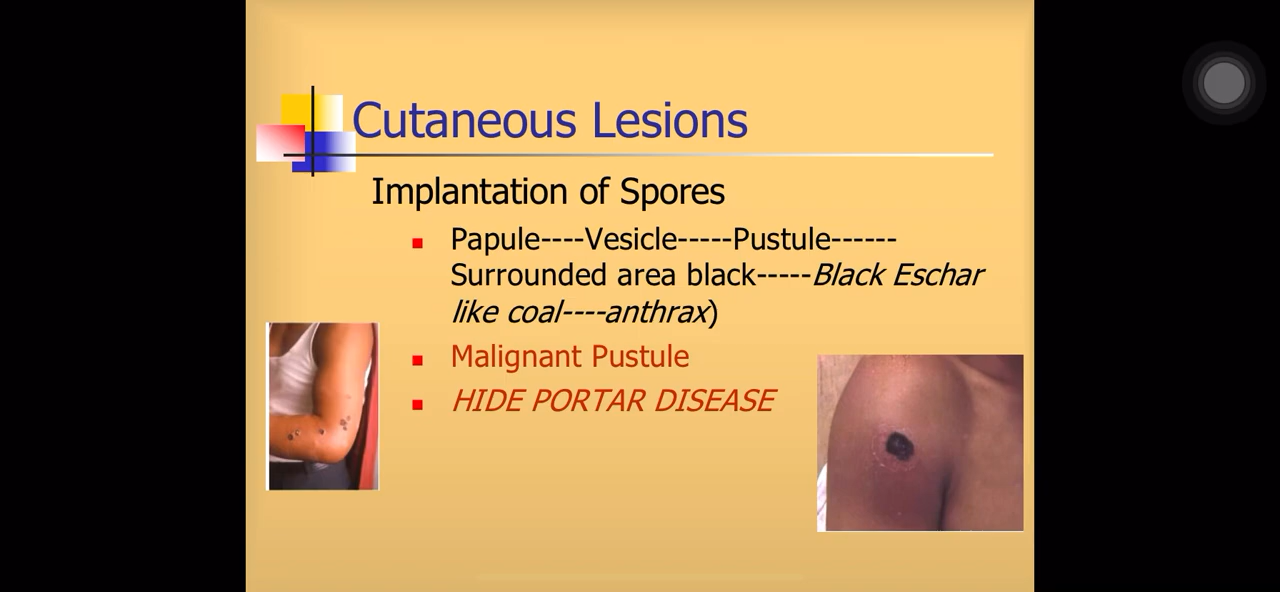 Cutaneous Lesions
Implantation of Spores
Papule----Vesicle-----Pustule------
Surrounded area black-----Black Eschar
like coal----anthrax)
Malignant Pustule
HIDE PORTAR DISEASE